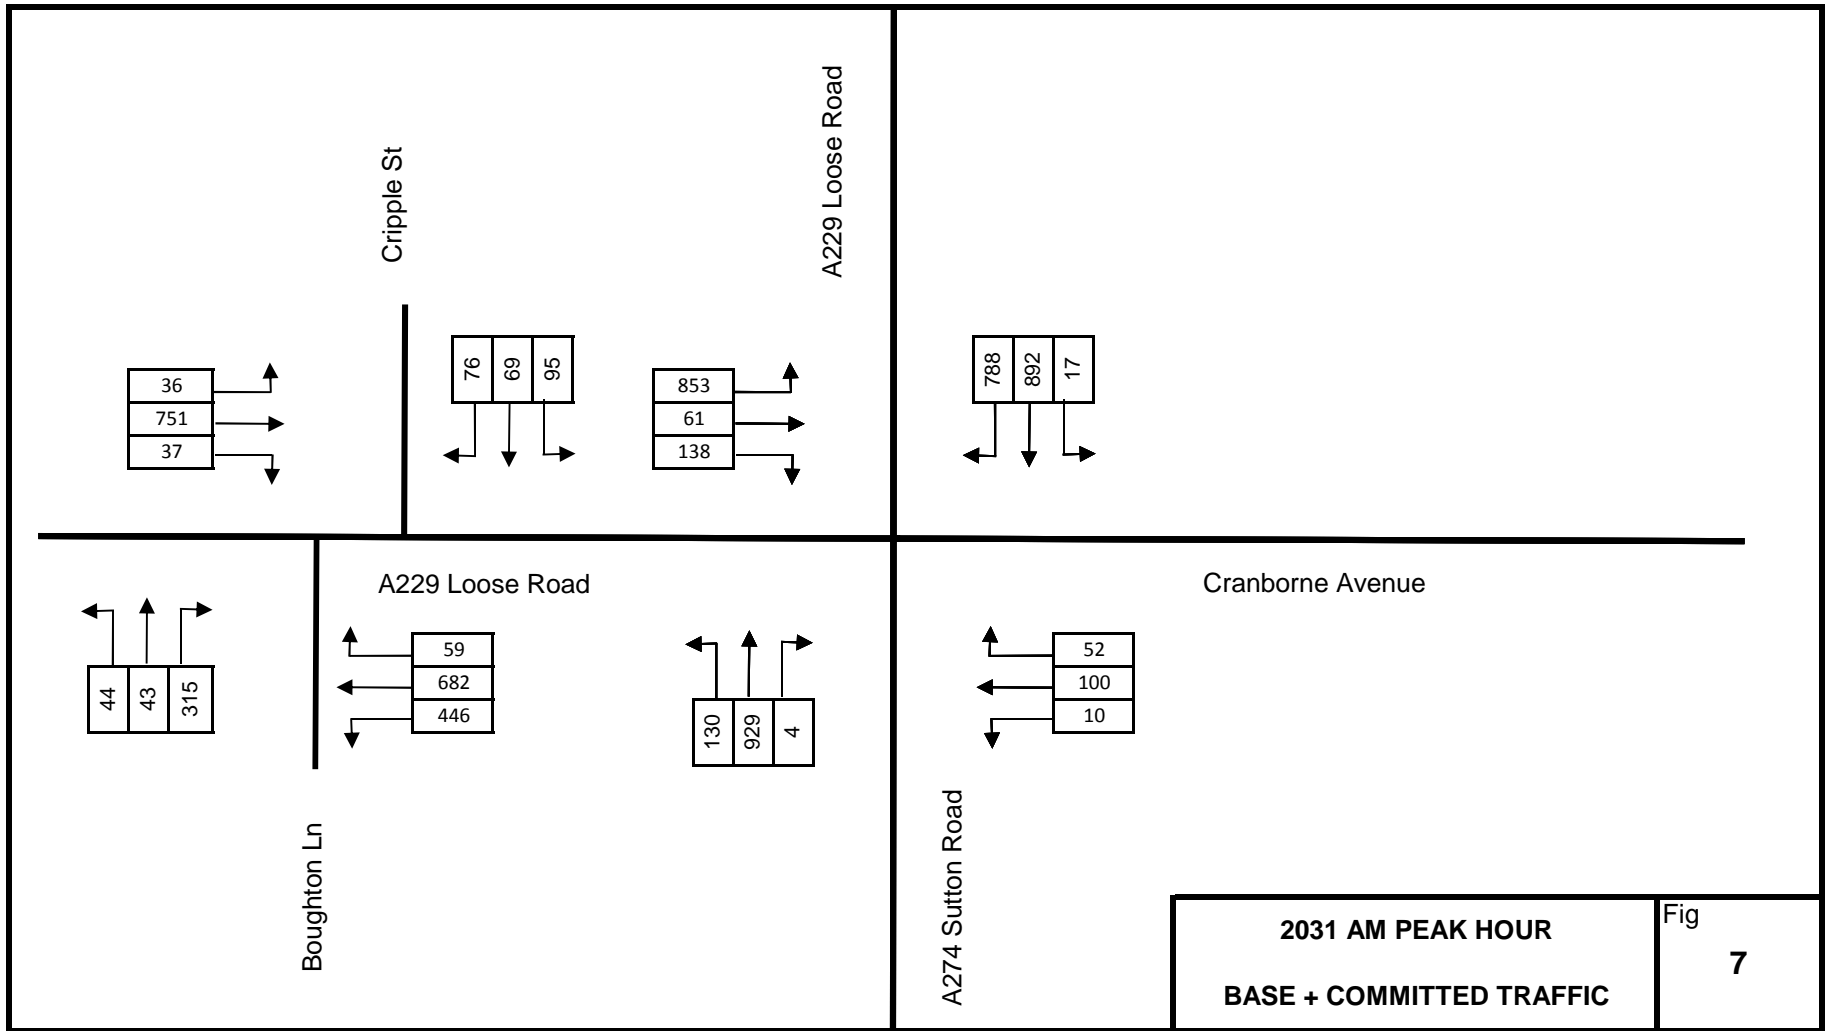 Cripple St
A229 Loose Road
36
751
37
76
69
95
853
61
138
788
892
17
A229 Loose Road
Cranborne Avenue
44
43
315
59
682
446
130
929
4
52
100
10
Boughton Ln
A274 Sutton Road
2031 AM PEAK HOUR
BASE + COMMITTED TRAFFIC
Fig
7